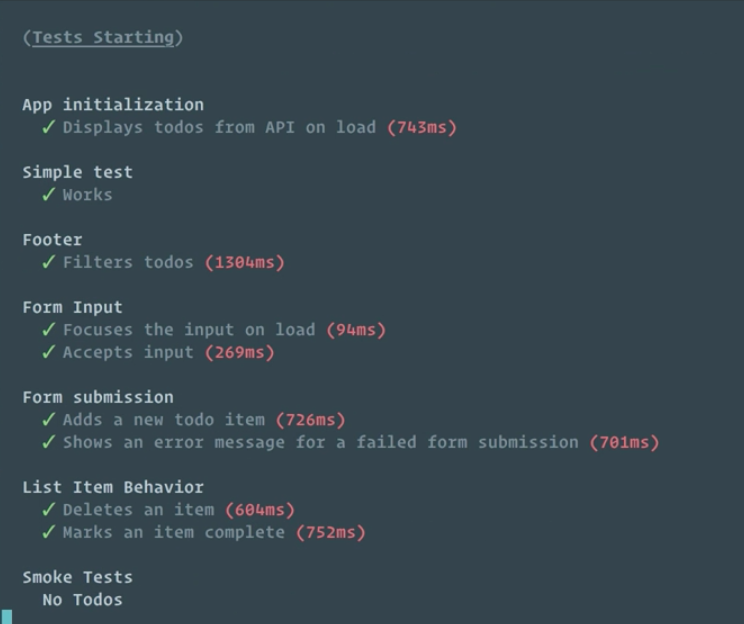 (Tests Starting)
App initialization
✓ Displays todos from API on load (743ms)
Simple test
✓ Works
Footer
✓ Filters todos (1304ms)
Form Input
✓ Focuses the input on load (94ms)
✓ Accepts input (269ms)
Form submission
✓ Adds a new todo item (726ms)
✓ Shows an error message for a failed form submission (701ms)
List Item Behavior
✓ Deletes an item (604ms)
✓ Marks an item complete (752ms)
Smoke Tests
No Todos